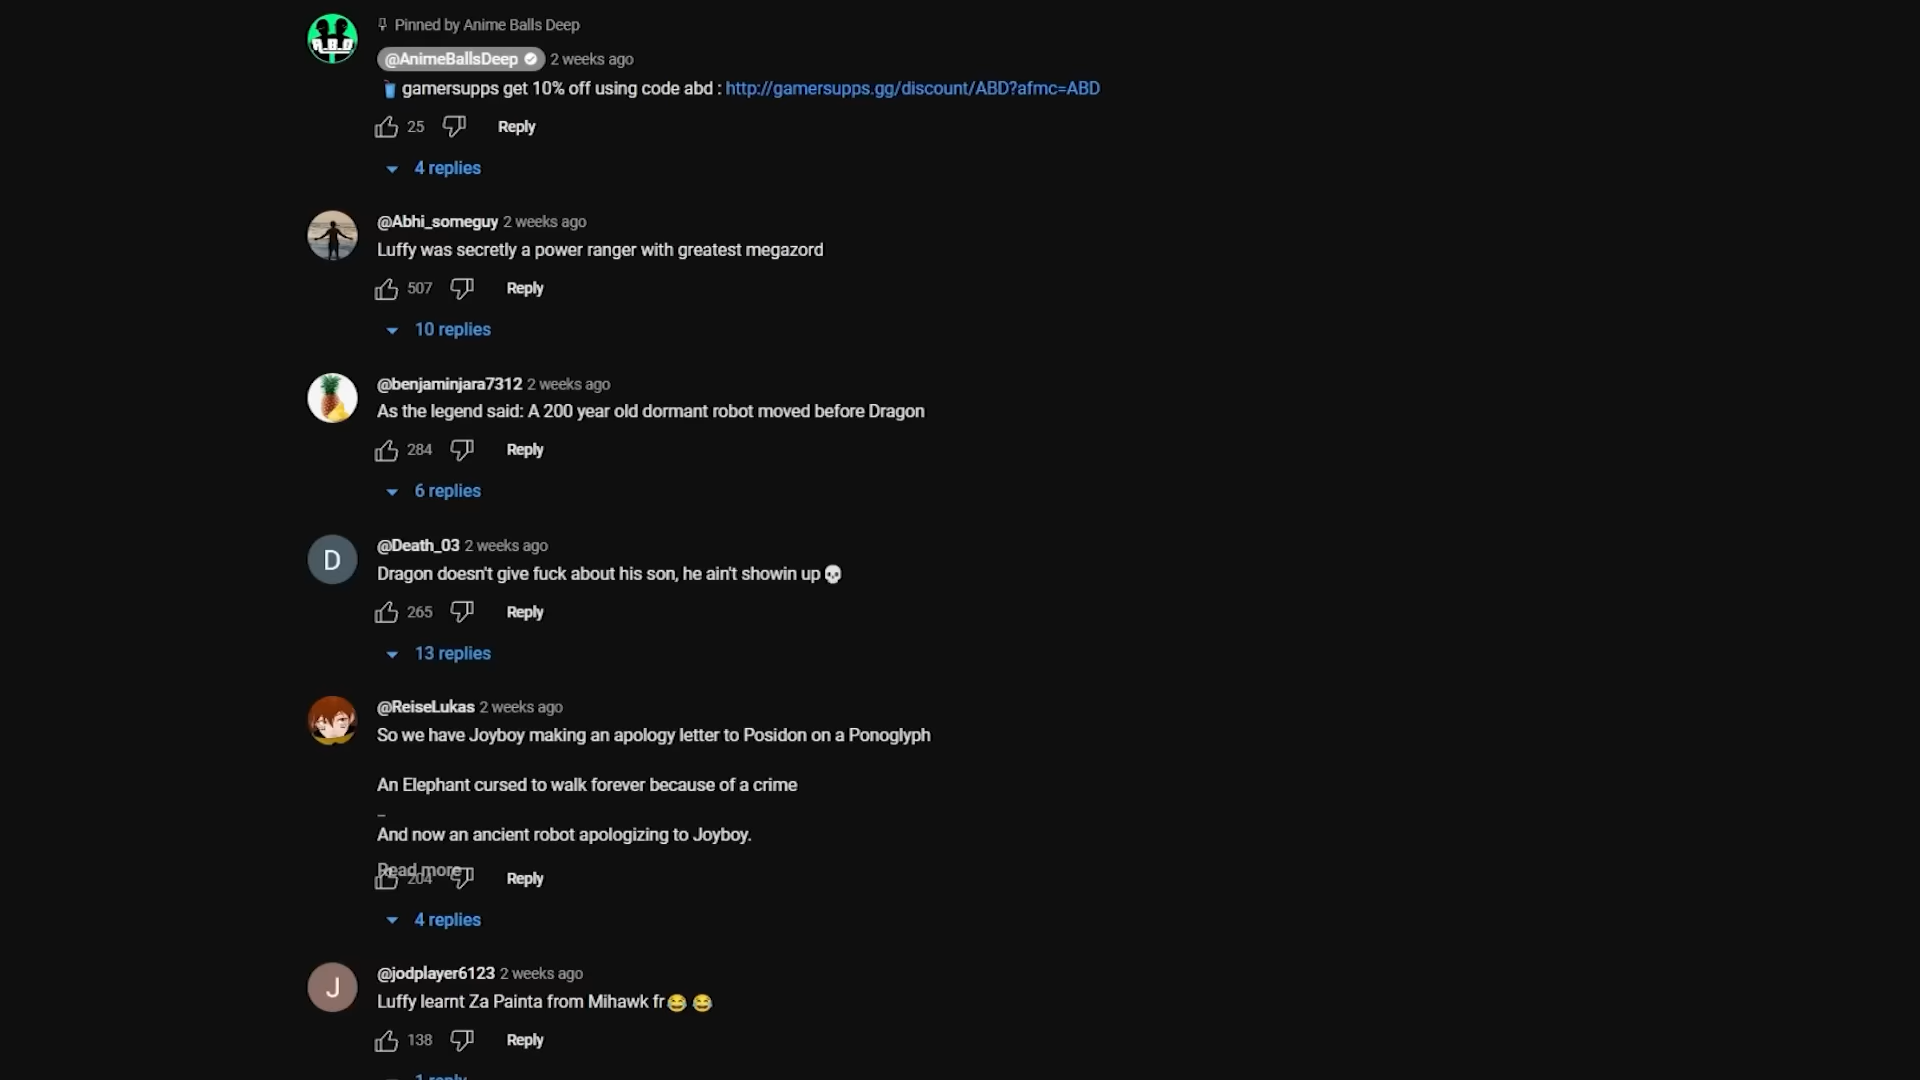 A.B.D
Pinned by Anime Balls Deep
@AnimeBallsDeep 2 weeks ago
🥤 gamersupps get 10% off using code abd : http://gamersupps.gg/discount/ABD?afmc=ABD
25 Reply
4 replies
@Abhi_someguy 2 weeks ago
Luffy was secretly a power ranger with greatest megazord
507 Reply
10 replies
@benjaminjara7312 2 weeks ago
As the legend said: A 200 year old dormant robot moved before Dragon
284 Reply
6 replies
D
@Death_03 2 weeks ago
Dragon doesn't give fuck about his son, he ain't showin up💀
265 Reply
13 replies
@ReiseLukas 2 weeks ago
So we have Joyboy making an apology letter to Posidon on a Ponoglyph
An Elephant cursed to walk forever because of a crime
_
And now an ancient robot apologizing to Joyboy.
Read more
204 Reply
4 replies
J
@jodplayer6123 2 weeks ago
Luffy learnt Za Painta from Mihawk fr😂 😂
138 Reply
1 reply